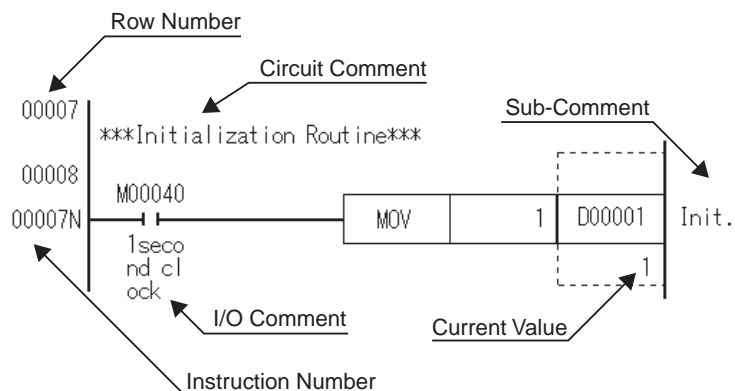 Row Number
Circuit Comment
00007
Sub-Comment
***Initialization Routine***
00008
M00040
00007N
MOV
1
D00001
Init.
1seco
nd cl
ock
1
I/O Comment
Current Value
Instruction Number